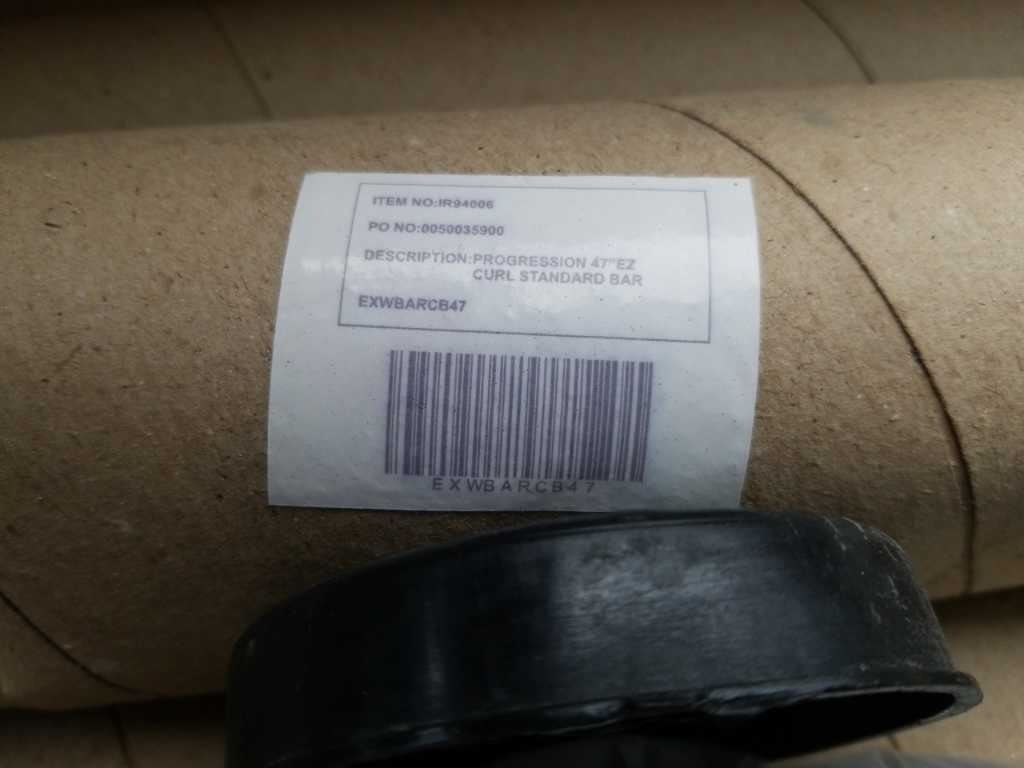 ITEM NO:IR94006
PO NO:0050035900
DESCRIPTION:PROGRESSION 47"EZ
CURL STANDARD BAR
EXWBARCB47
EXWBARCB47